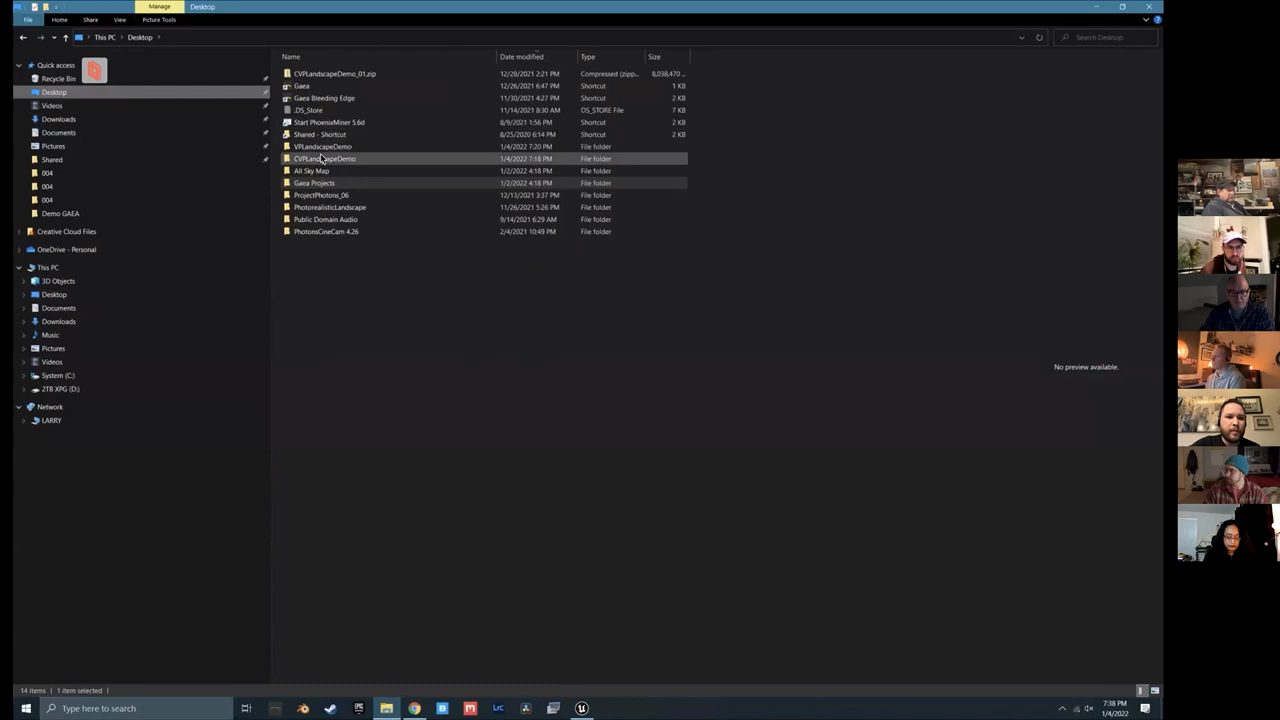 Manage Desktop
File Home Share View Picture Tools
This PC Desktop Search Desktop
Name Date modified Type Size
Quick access
Recycle Bin
Desktop
Videos
Downloads
Documents
Pictures
Shared
004
004
004
Demo GAEA
Creative Cloud Files
OneDrive - Personal
This PC
3D Objects
Desktop
Documents
Downloads
Music
Pictures
Videos
System (C:)
2TB XPG (D:)
Network
LARRY
CVPLandscapeDemo_01.zip 12/28/2021 2:21 PM Compressed (zipp... 8,038,470 ...
Gaea 12/26/2021 6:47 PM Shortcut 1 KB
Gaea Bleeding Edge 11/30/2021 4:27 PM Shortcut 2 KB
.DS_Store 11/14/2021 8:30 AM DS_STORE File 7 KB
Start PhoenixMiner 5.6d 8/9/2021 1:56 PM Shortcut 2 KB
Shared - Shortcut 8/25/2020 6:14 PM Shortcut 2 KB
VPLandscapeDemo 1/4/2022 7:20 PM File folder
CVPLandscapeDemo 1/4/2022 7:18 PM File folder
All Sky Map 1/2/2022 4:18 PM File folder
Gaea Projects 1/2/2022 4:18 PM File folder
ProjectPhotons_06 12/13/2021 3:37 PM File folder
PhotorealisticLandscape 11/26/2021 5:26 PM File folder
Public Domain Audio 9/14/2021 6:29 AM File folder
PhotonsCineCam 4.26 2/4/2021 10:49 PM File folder
No preview available.
14 items 1 item selected
Type here to search
EPIC
LrC
7:38 PM
1/4/2022